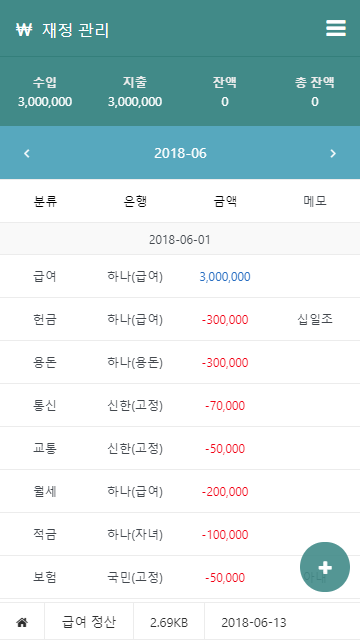 ₩ 재정 관리
수입 지출 잔액 총 잔액
3,000,000 3,000,000 0 0
2018-06
분류 은행 금액 메모
2018-06-01
급여 하나(급여) 3,000,000
헌금 하나(급여) -300,000 십일조
용돈 하나(용돈) -300,000
통신 신한(고정) -70,000
교통 신한(고정) -50,000
월세 하나(급여) -200,000
적금 하나(자녀) -100,000
보험 국민(고정) -50,000
급여 정산 2.69KB 2018-06-13